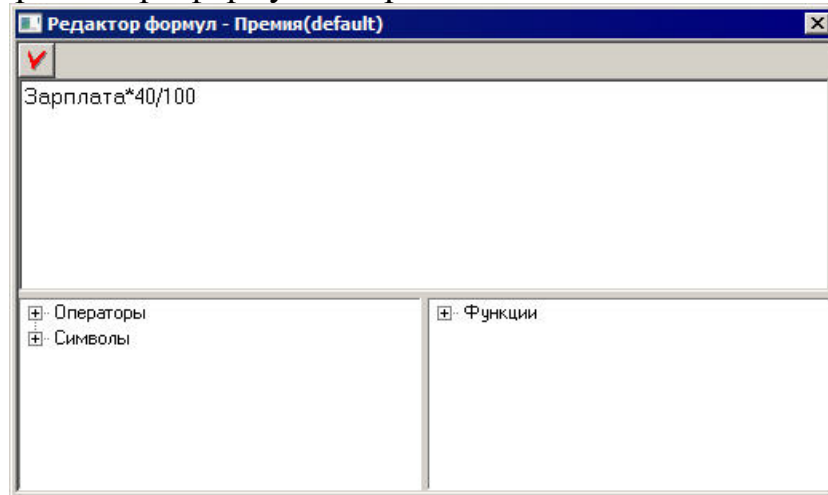 Редактор формул - Премия(default)
Зарплата*40/100
Операторы
Символы
Функции